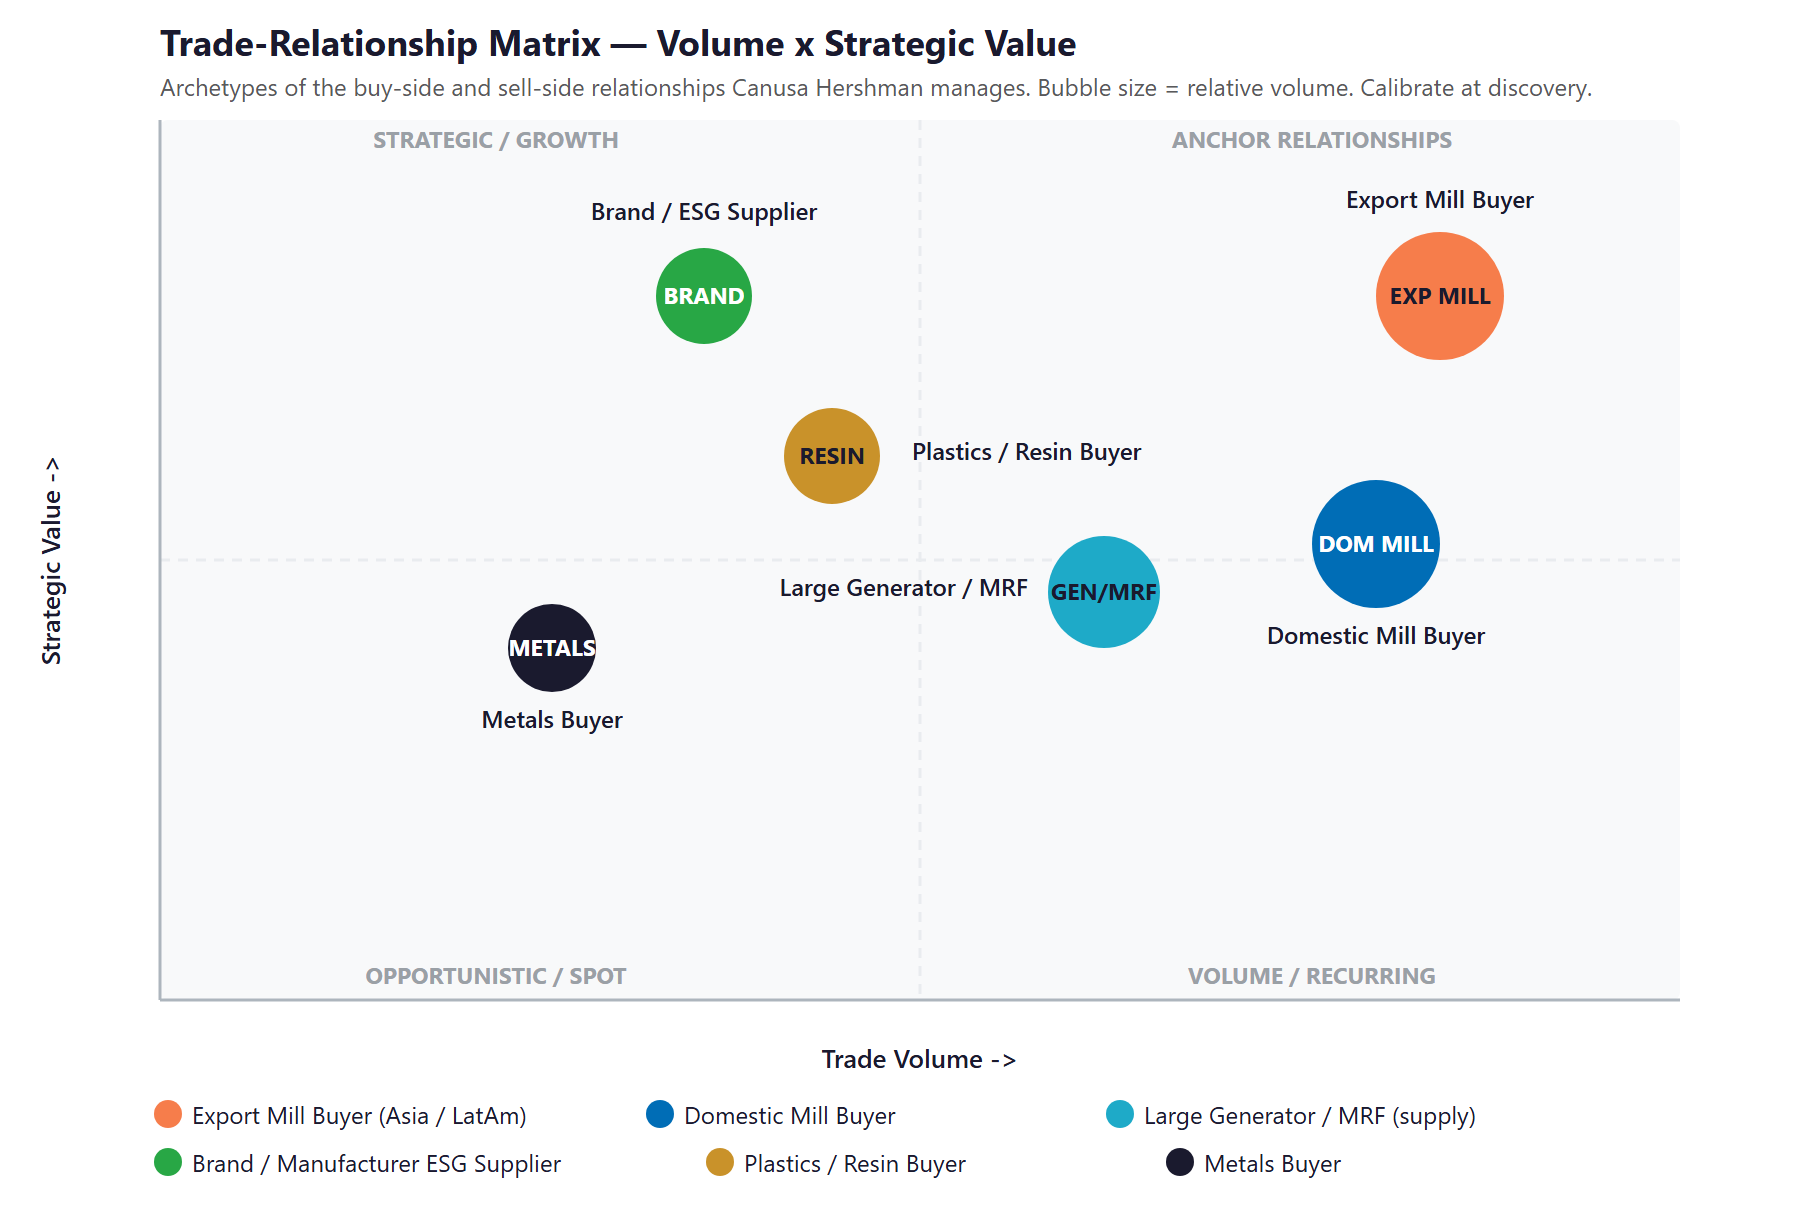 Trade-Relationship Matrix — Volume x Strategic Value
Archetypes of the buy-side and sell-side relationships Canusa Hershman manages. Bubble size = relative volume. Calibrate at discovery.
STRATEGIC / GROWTH
ANCHOR RELATIONSHIPS
Export Mill Buyer
Brand / ESG Supplier
BRAND
EXP MILL
RESIN
Plastics / Resin Buyer
Strategic Value ->
DOM MILL
Large Generator / MRF
GEN/MRF
Domestic Mill Buyer
METALS
Metals Buyer
OPPORTUNISTIC / SPOT
VOLUME / RECURRING
Trade Volume ->
Export Mill Buyer (Asia / LatAm)
Domestic Mill Buyer
Large Generator / MRF (supply)
Brand / Manufacturer ESG Supplier
Plastics / Resin Buyer
Metals Buyer